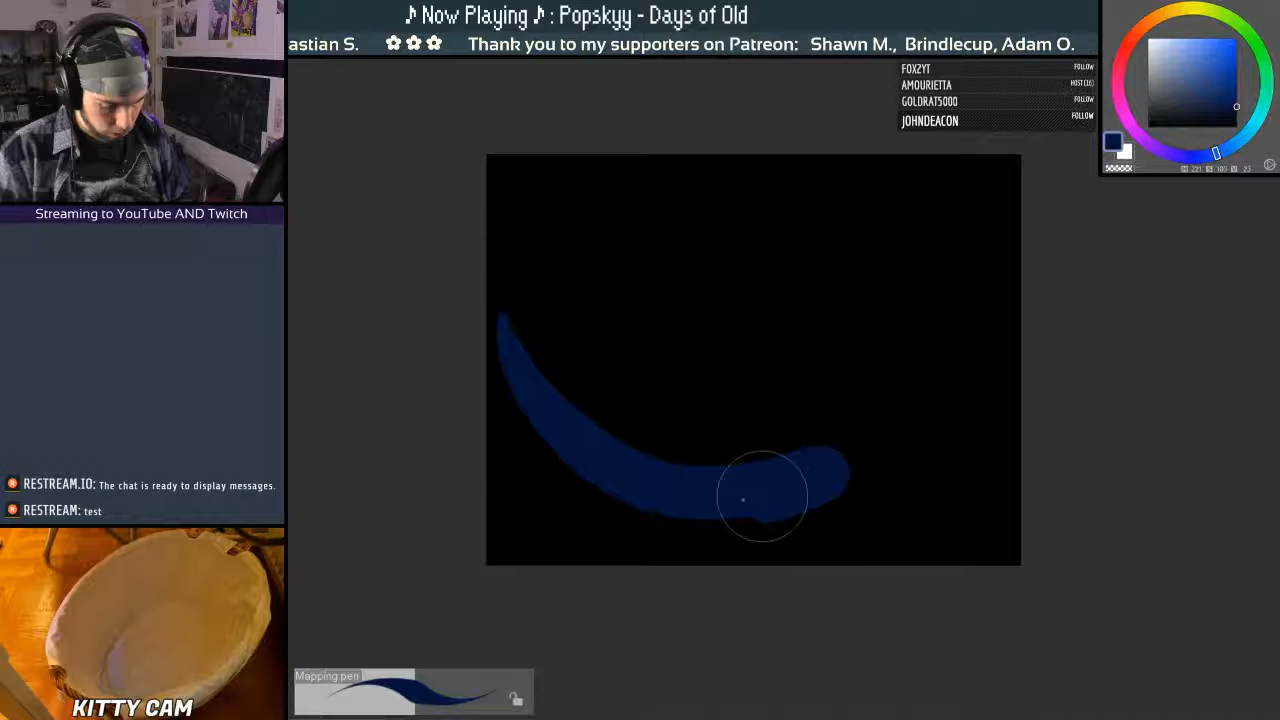 ♪ Now Playing ♪ : Popskyy - Days of Old
astian S. ✿ ✿ ✿ Thank you to my supporters on Patreon: Shawn M., Brindlecup, Adam O.
FOX2YT FOLLOW
AMOURIETTA HOST (16)
GOLDRAT5000 FOLLOW
JOHNDEACON FOLLOW
Streaming to YouTube AND Twitch
RESTREAM.IO: The chat is ready to display messages.
RESTREAM: test
KITTY CAM
Mapping pen